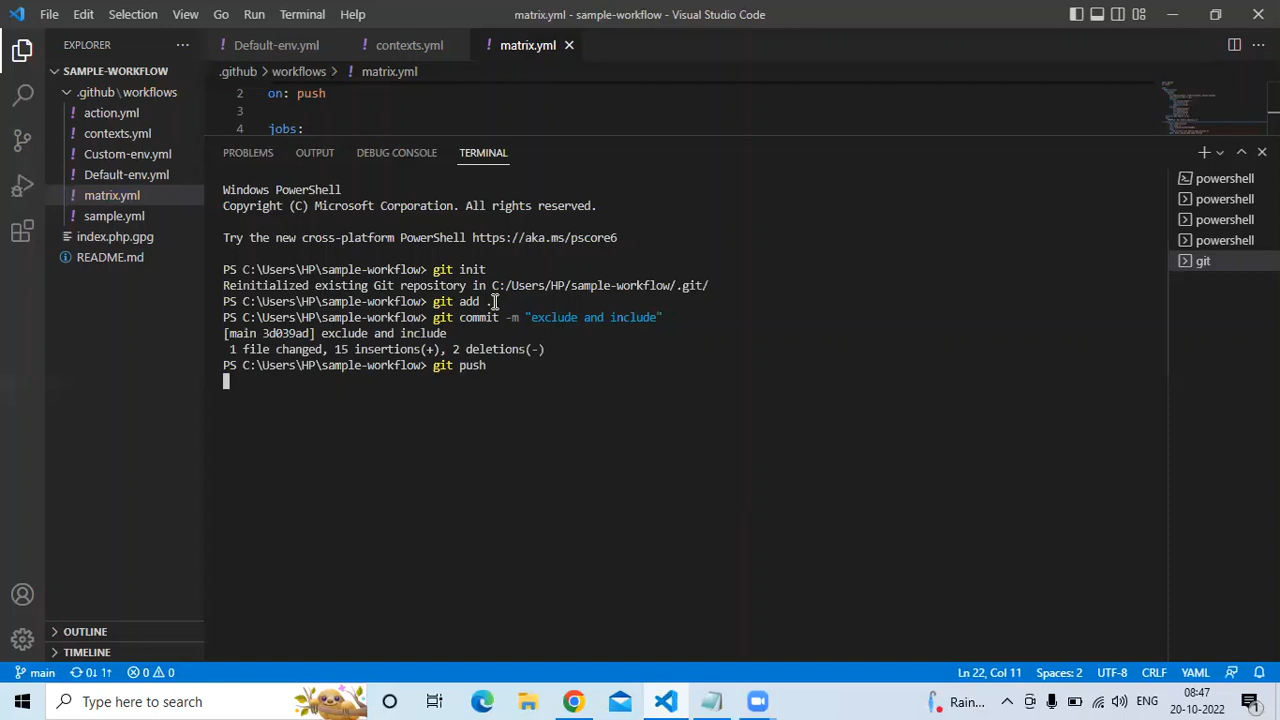 File Edit Selection View Go Run Terminal Help
matrix.yml - sample-workflow - Visual Studio Code
EXPLORER
Default-env.yml
contexts.yml
matrix.yml
SAMPLE-WORKFLOW
.github\workflows
action.yml
contexts.yml
Custom-env.yml
Default-env.yml
matrix.yml
sample.yml
index.php.gpg
README.md
OUTLINE
TIMELINE
.github > workflows > matrix.yml
2 on: push
3
4 jobs:
PROBLEMS OUTPUT DEBUG CONSOLE TERMINAL
Windows PowerShell
Copyright (C) Microsoft Corporation. All rights reserved.
Try the new cross-platform PowerShell https://aka.ms/pscore6
PS C:\Users\HP\sample-workflow> git init
Reinitialized existing Git repository in C:/Users/HP/sample-workflow/.git/
PS C:\Users\HP\sample-workflow> git add .
PS C:\Users\HP\sample-workflow> git commit -m "exclude and include"
[main 3d039ad] exclude and include
1 file changed, 15 insertions(+), 2 deletions(-)
PS C:\Users\HP\sample-workflow> git push
powershell
powershell
powershell
powershell
git
main 0↓ 1↑ 0 0
Ln 22, Col 11 Spaces: 2 UTF-8 CRLF YAML
Type here to search
Rain...
ENG
08:47
20-10-2022
1